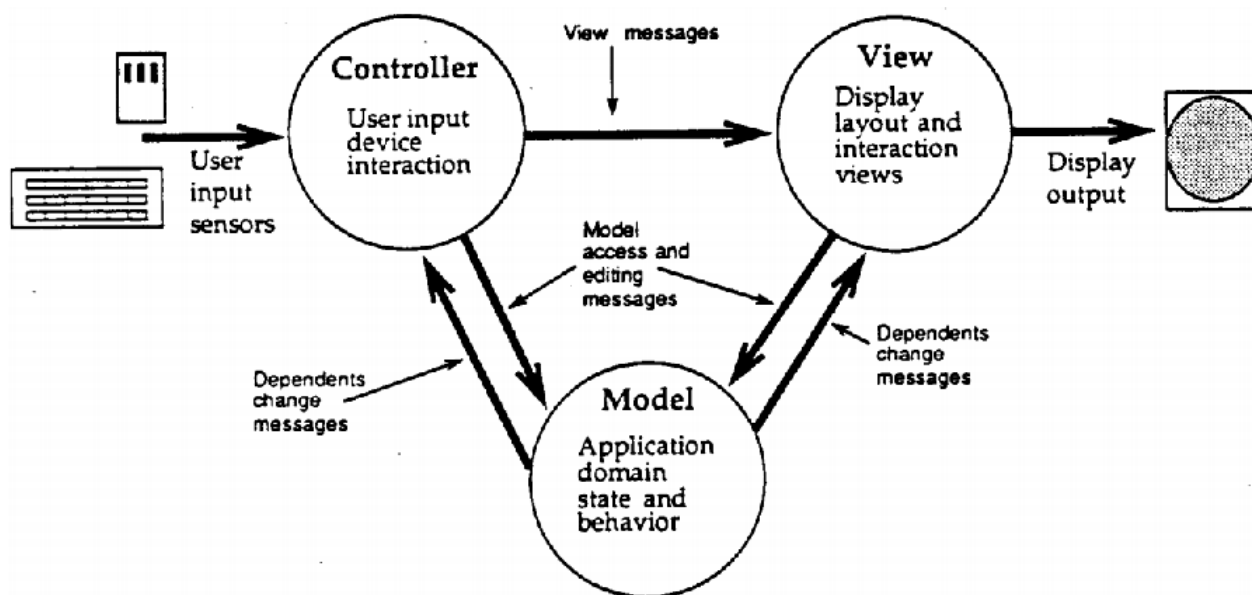 View messages
Controller
User input
device
interaction
View
Display
layout and
interaction
views
User
input
sensors
Display
output
Model
access and
editing
messages
Dependents
change
messages
Dependents
change
messages
Model
Application
domain
state and
behavior